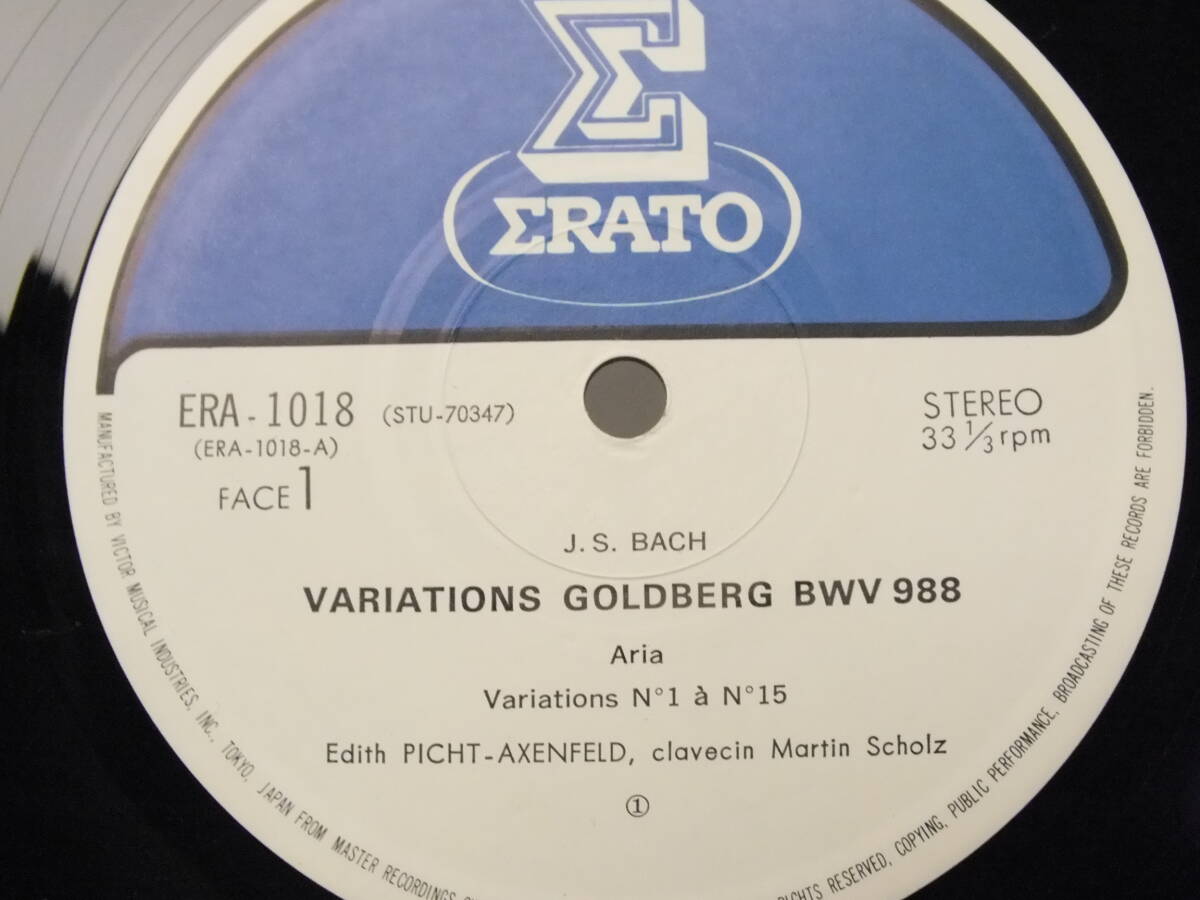 Σ
ΣRATO
ERA-1018 (STU-70347)
(ERA-1018-A)
FACE 1
STEREO
33 1/3 rpm
J. S. BACH
VARIATIONS GOLDBERG BWV 988
Aria
Variations N°1 à N°15
Edith PICHT-AXENFELD, clavecin Martin Scholz
①
MANUFACTURED BY VICTOR MUSICAL INDUSTRIES, INC., TOKYO, JAPAN FROM MASTER RECORDINGS
RIGHTS RESERVED, COPYING, PUBLIC PERFORMANCE, BROADCASTING OF THESE RECORDS ARE FORBIDDEN.